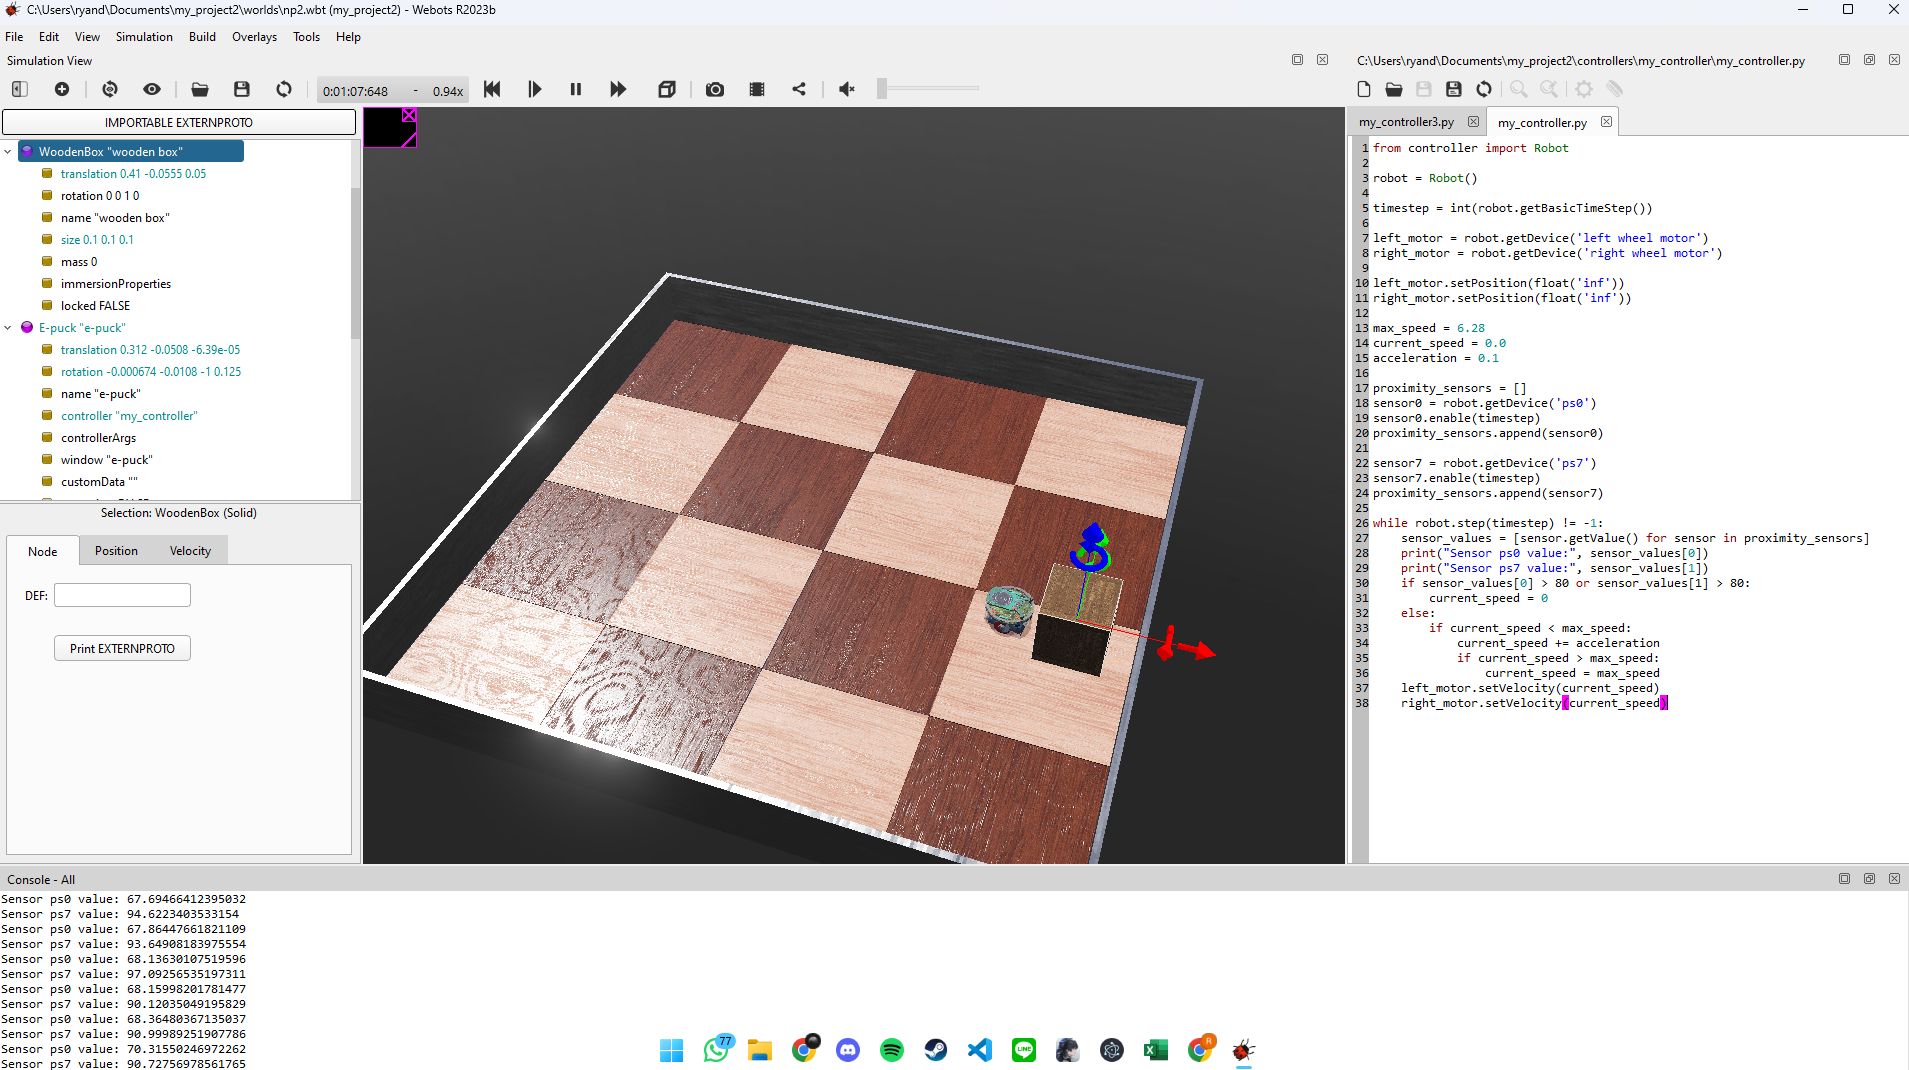 C:\Users\ryand\Documents\my_project2\worlds\np2.wbt (my_project2) - Webots R2023b
File Edit View Simulation Build Overlays Tools Help
Simulation View
0:01:07:648 - 0.94x
IMPORTABLE EXTERNPROTO
WoodenBox "wooden box"
translation 0.41 -0.0555 0.05
rotation 0 0 1 0
name "wooden box"
size 0.1 0.1 0.1
mass 0
immersionProperties
locked FALSE
E-puck "e-puck"
translation 0.312 -0.0508 -6.39e-05
rotation -0.000674 -0.0108 -1 0.125
name "e-puck"
controller "my_controller"
controllerArgs
window "e-puck"
customData ""
Selection: WoodenBox (Solid)
Node Position Velocity
DEF:
Print EXTERNPROTO
C:\Users\ryand\Documents\my_project2\controllers\my_controller\my_controller.py
my_controller3.py my_controller.py
1 from controller import Robot
2
3 robot = Robot()
4
5 timestep = int(robot.getBasicTimeStep())
6
7 left_motor = robot.getDevice('left wheel motor')
8 right_motor = robot.getDevice('right wheel motor')
9
10 left_motor.setPosition(float('inf'))
11 right_motor.setPosition(float('inf'))
12
13 max_speed = 6.28
14 current_speed = 0.0
15 acceleration = 0.1
16
17 proximity_sensors = []
18 sensor0 = robot.getDevice('ps0')
19 sensor0.enable(timestep)
20 proximity_sensors.append(sensor0)
21
22 sensor7 = robot.getDevice('ps7')
23 sensor7.enable(timestep)
24 proximity_sensors.append(sensor7)
25
26 while robot.step(timestep) != -1:
27     sensor_values = [sensor.getValue() for sensor in proximity_sensors]
28     print("Sensor ps0 value:", sensor_values[0])
29     print("Sensor ps7 value:", sensor_values[1])
30     if sensor_values[0] > 80 or sensor_values[1] > 80:
31         current_speed = 0
32     else:
33         if current_speed < max_speed:
34             current_speed += acceleration
35             if current_speed > max_speed:
36                 current_speed = max_speed
37     left_motor.setVelocity(current_speed)
38     right_motor.setVelocity(current_speed)
Console - All
Sensor ps0 value: 67.69466412395032
Sensor ps7 value: 94.6223403533154
Sensor ps0 value: 67.86447661821109
Sensor ps7 value: 93.64908183975554
Sensor ps0 value: 68.13630107519596
Sensor ps7 value: 97.09256535197311
Sensor ps0 value: 68.15998201781477
Sensor ps7 value: 90.12035049195829
Sensor ps0 value: 68.36480367135037
Sensor ps7 value: 90.99989251907786
Sensor ps0 value: 70.31550246972262
Sensor ps7 value: 90.72756978561765
77
LINE
R